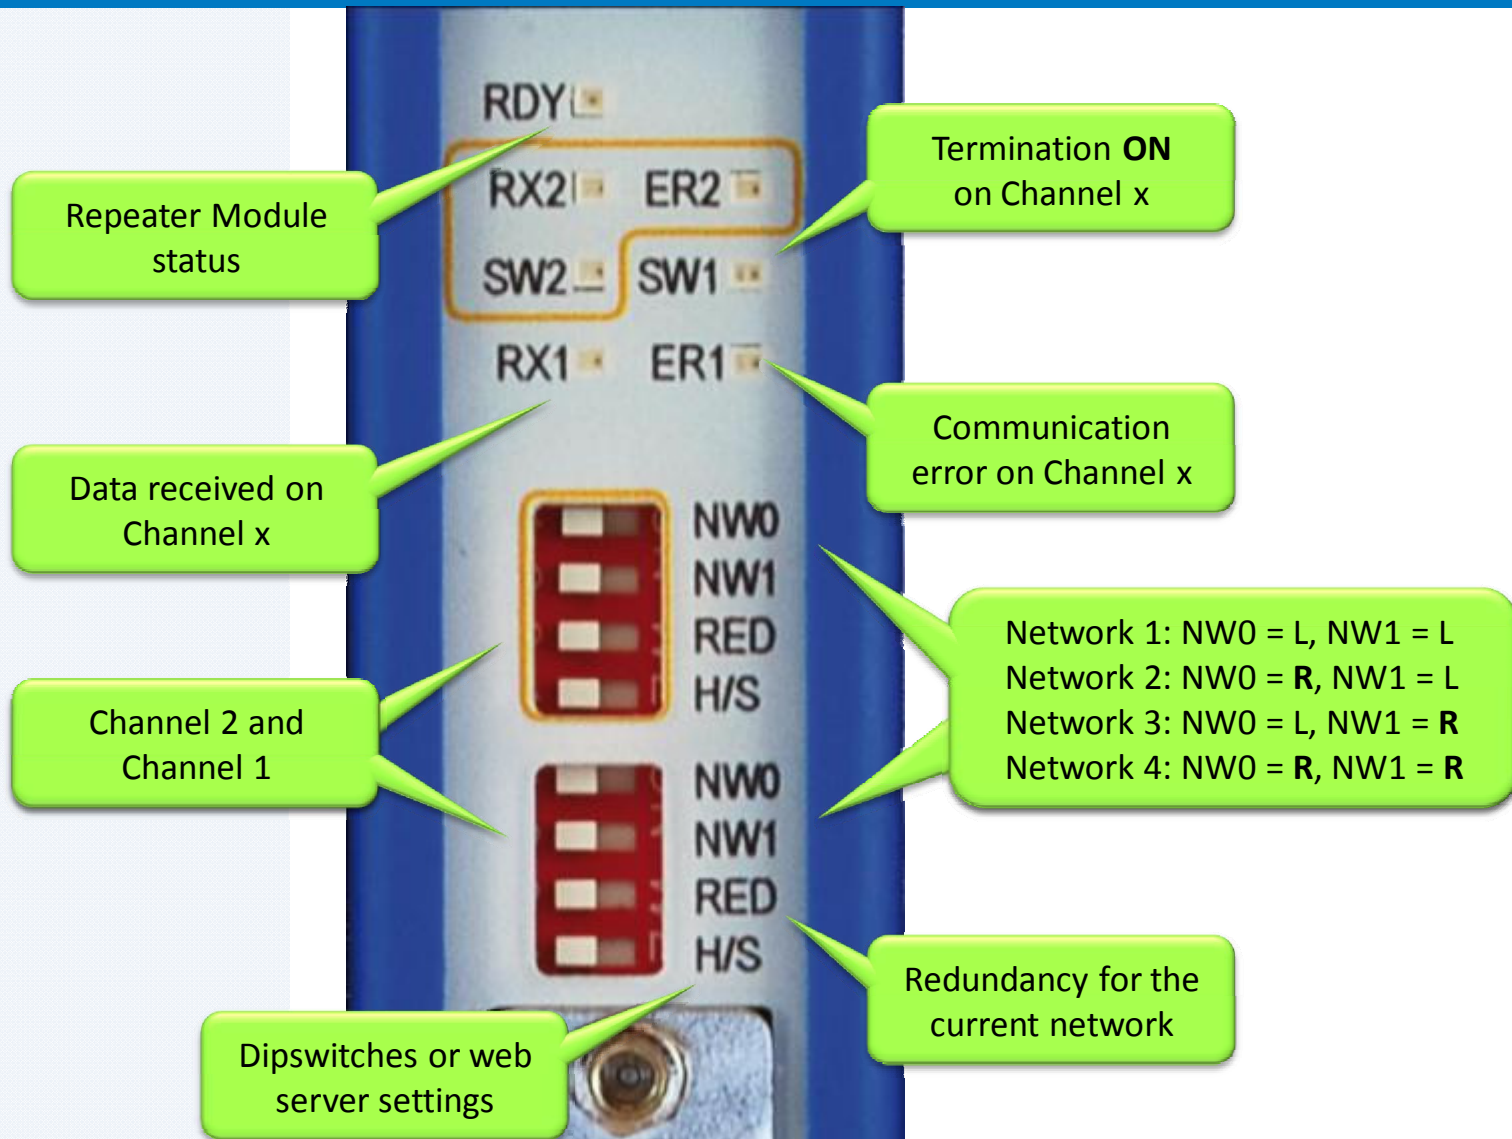 RDY
Termination ON
on Channel x
RX2 ER2
Repeater Module
status
SW2 SW1
RX1 ER1
Communication
error on Channel x
Data received on
Channel x
NW0
NW1
RED
H/S
Network 1: NW0 = L, NW1 = L
Network 2: NW0 = R, NW1 = L
Network 3: NW0 = L, NW1 = R
Network 4: NW0 = R, NW1 = R
Channel 2 and
Channel 1
NW0
NW1
RED
H/S
Redundancy for the
current network
Dipswitches or web
server settings